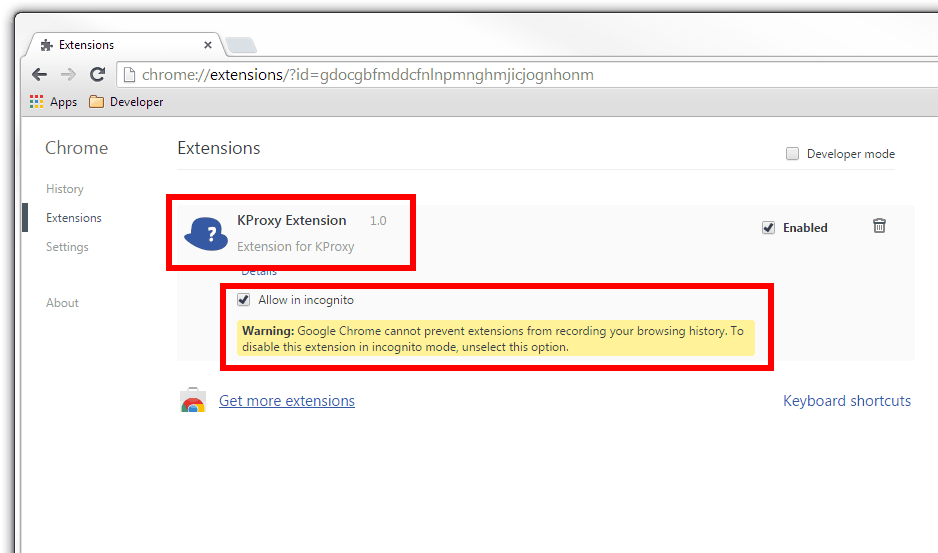 Extensions
chrome://extensions/?id=gdocgbfmddcfnlnpmnghmjicjognhonm
Apps Developer
Chrome
Extensions
Developer mode
History
Extensions
Settings
About
KProxy Extension 1.0
Extension for KProxy
Enabled
Details
Allow in incognito
Warning: Google Chrome cannot prevent extensions from recording your browsing history. To
disable this extension in incognito mode, unselect this option.
Get more extensions
Keyboard shortcuts